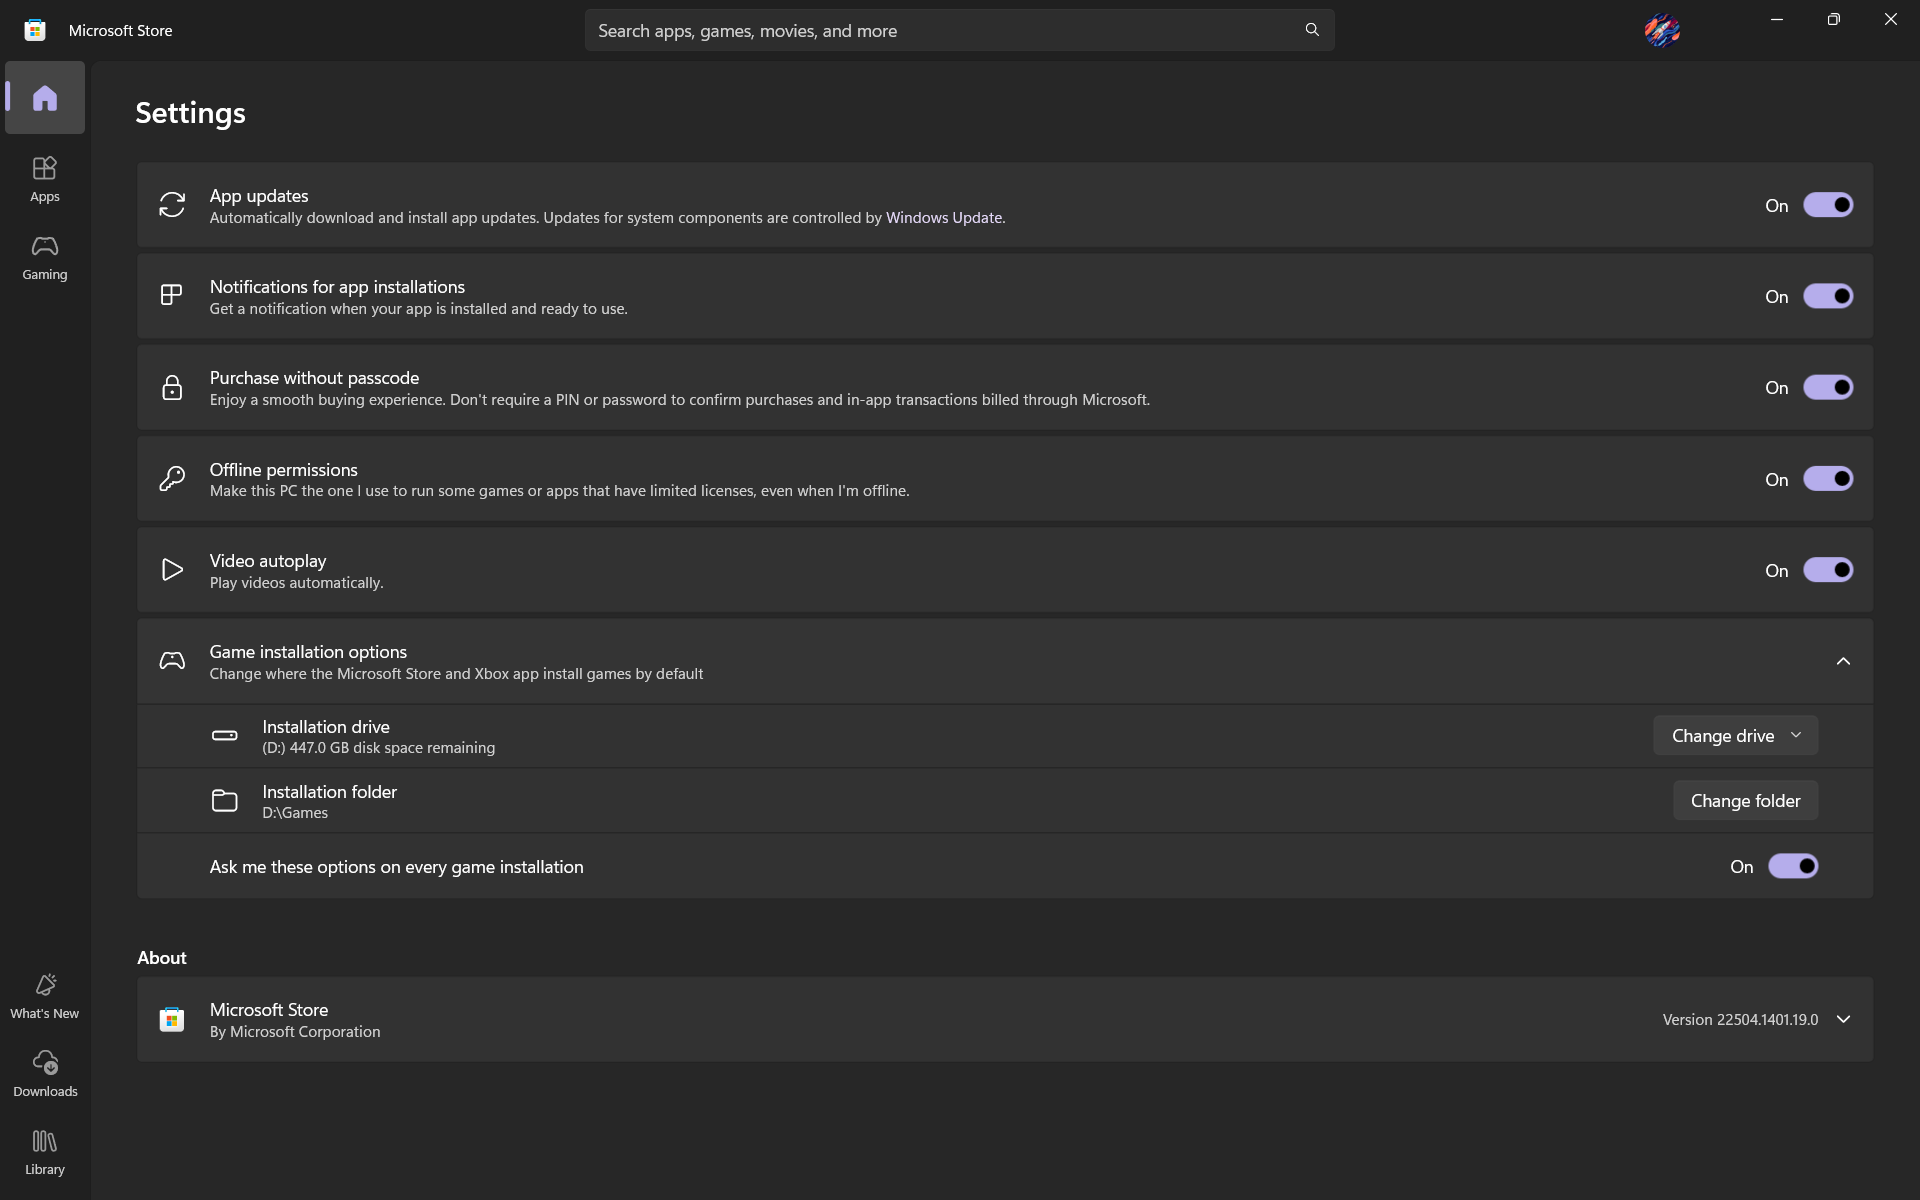 Microsoft Store
Search apps, games, movies, and more
Settings
Apps
Gaming
App updates
Automatically download and install app updates. Updates for system components are controlled by Windows Update.
On
Notifications for app installations
Get a notification when your app is installed and ready to use.
On
Purchase without passcode
Enjoy a smooth buying experience. Don't require a PIN or password to confirm purchases and in-app transactions billed through Microsoft.
On
Offline permissions
Make this PC the one I use to run some games or apps that have limited licenses, even when I'm offline.
On
Video autoplay
Play videos automatically.
On
Game installation options
Change where the Microsoft Store and Xbox app install games by default
Installation drive
(D:) 447.0 GB disk space remaining
Change drive
Installation folder
D:\Games
Change folder
Ask me these options on every game installation
On
About
Microsoft Store
By Microsoft Corporation
Version 22504.1401.19.0
What's New
Downloads
Library